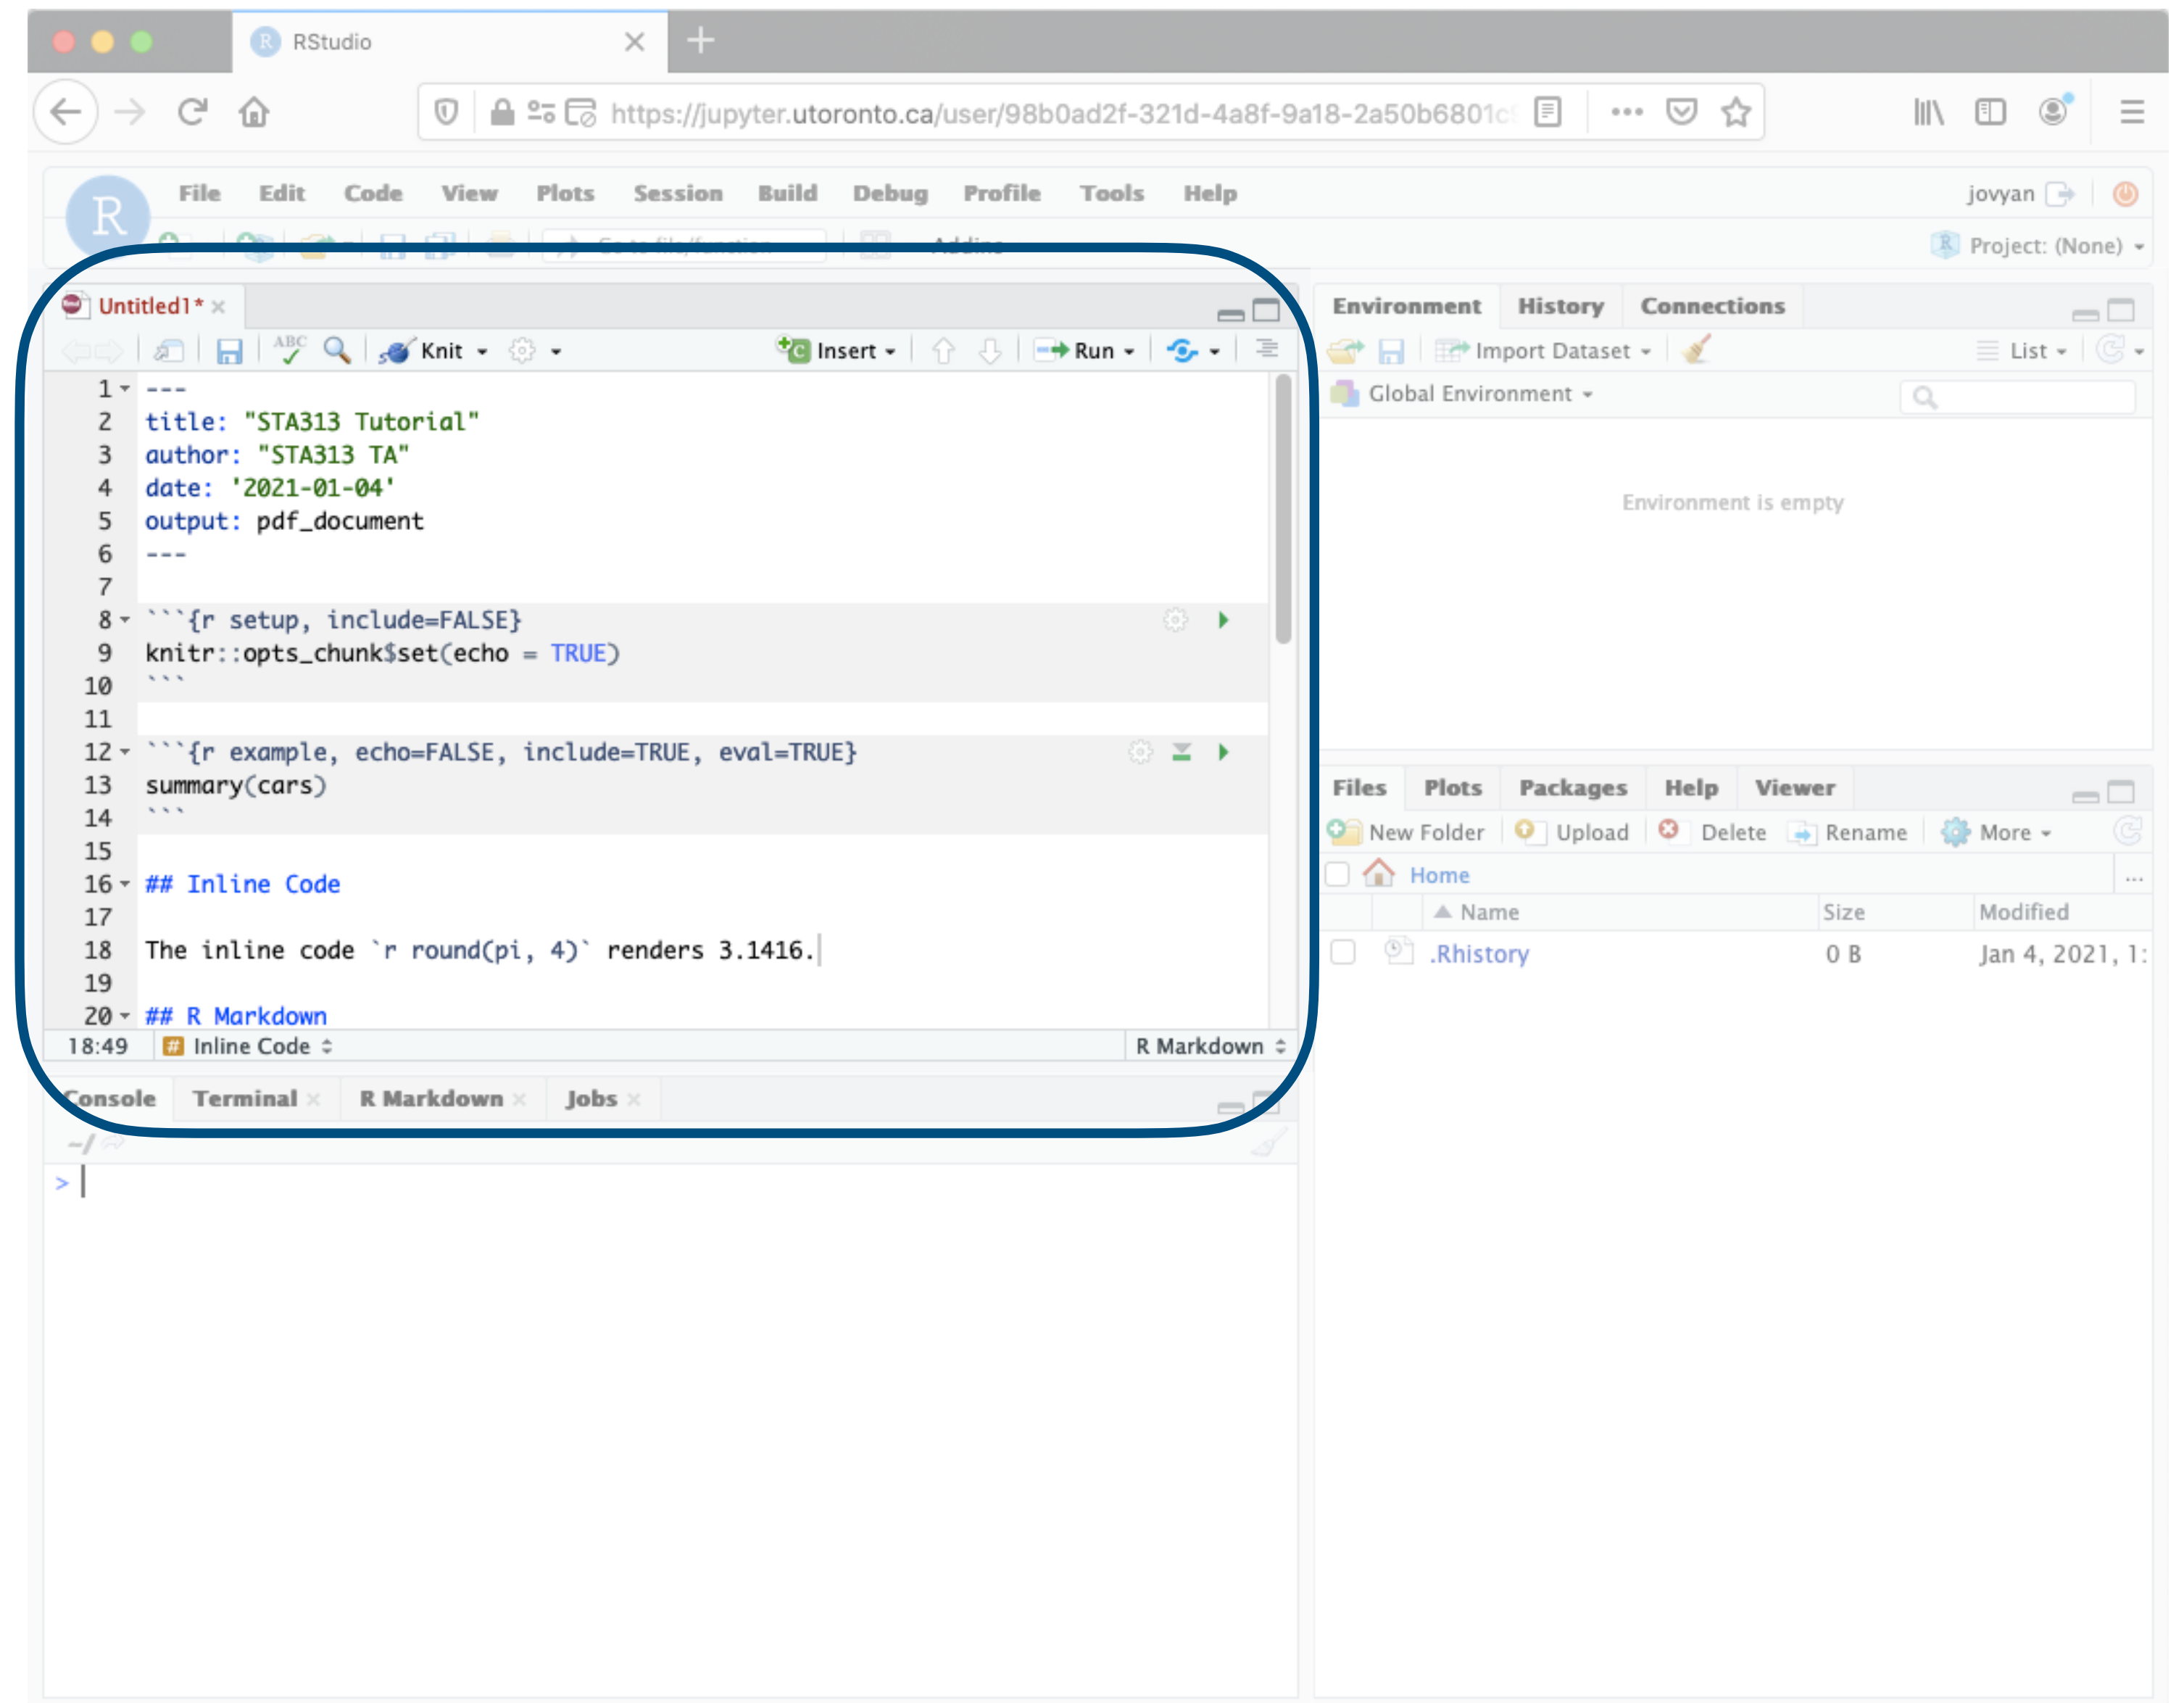 RStudio
https://jupyter.utoronto.ca/user/98b0ad2f-321d-4a8f-9a18-2a50b6801c
R File Edit Code View Plots Session Build Debug Profile Tools Help jovyan
Go to file/function Addins R Project: (None)
Untitled1*
ABC Knit Insert Run
1 ---
2 title: "STA313 Tutorial"
3 author: "STA313 TA"
4 date: '2021-01-04'
5 output: pdf_document
6 ---
7
8 ```{r setup, include=FALSE}
9 knitr::opts_chunk$set(echo = TRUE)
10 ```
11
12 ```{r example, echo=FALSE, include=TRUE, eval=TRUE}
13 summary(cars)
14 ```
15
16 ## Inline Code
17
18 The inline code `r round(pi, 4)` renders 3.1416.
19
20 ## R Markdown
18:49 # Inline Code R Markdown
Console Terminal R Markdown Jobs
~/
>
Environment History Connections
Import Dataset List
Global Environment
Environment is empty
Files Plots Packages Help Viewer
New Folder Upload Delete Rename More
Home ...
Name Size Modified
.Rhistory 0 B Jan 4, 2021, 1: